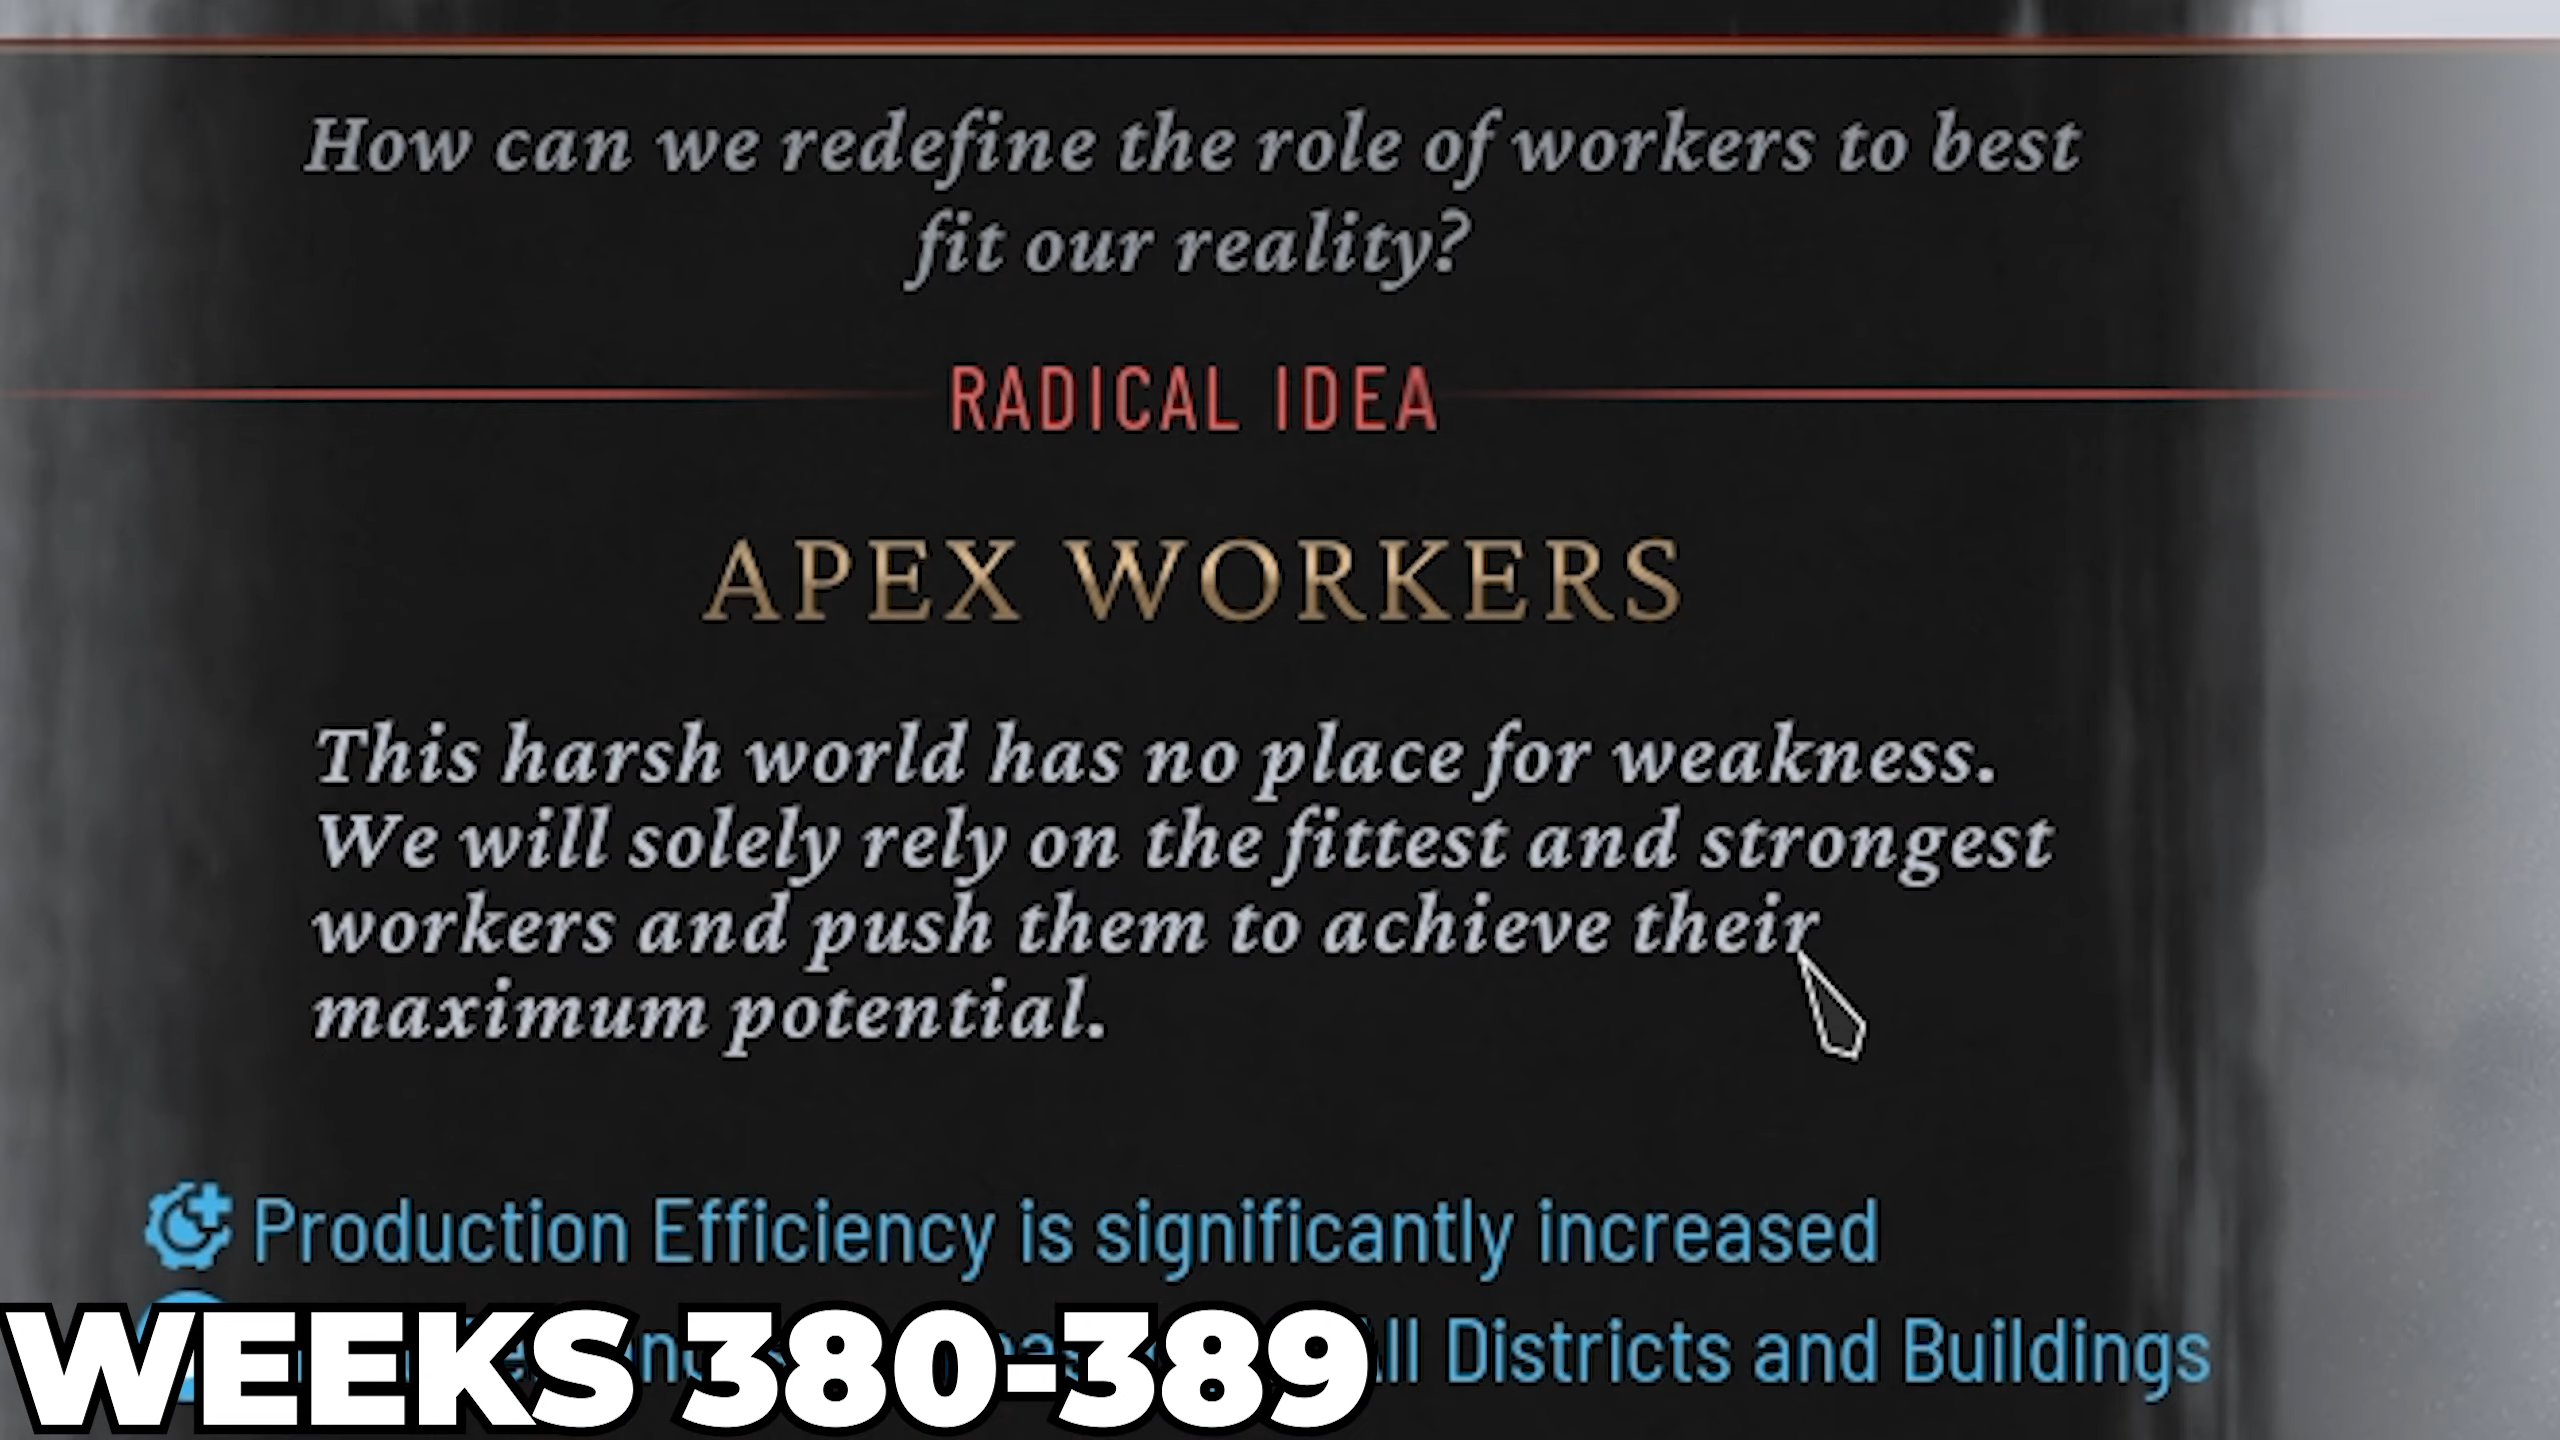 How can we redefine the role of workers to best
fit our reality?
RADICAL IDEA
APEX WORKERS
This harsh world has no place for weakness.
We will solely rely on the fittest and strongest
workers and push them to achieve their
maximum potential.
Production Efficiency is significantly increased
All Districts and Buildings
WEEKS 380-389